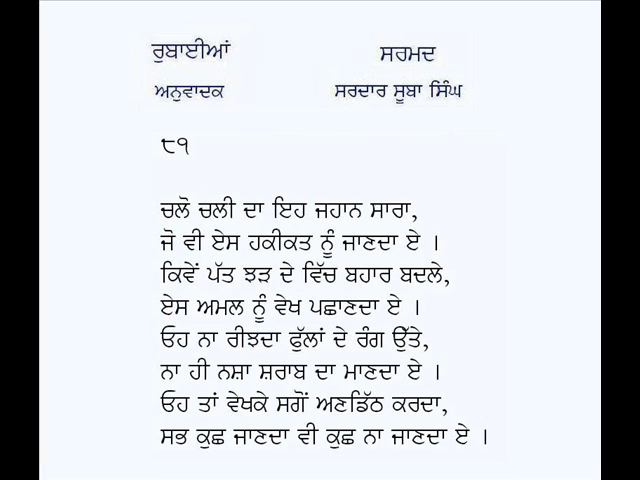 ਰੁਬਾਈਆਂ ਸਰਮਦ
ਅਨੁਵਾਦਕ ਸਰਦਾਰ ਸੂਬਾ ਸਿੰਘ
੮੧
ਚਲੋ ਚਲੀ ਦਾ ਇਹ ਜਹਾਨ ਸਾਰਾ,
ਜੋ ਵੀ ਏਸ ਹਕੀਕਤ ਨੂੰ ਜਾਣਦਾ ਏ ।
ਕਿਵੇਂ ਪੱਤ ਝੜ ਦੇ ਵਿੱਚ ਬਹਾਰ ਬਦਲੇ,
ਏਸ ਅਮਲ ਨੂੰ ਵੇਖ ਪਛਾਣਦਾ ਏ ।
ਓਹ ਨਾ ਰੀਝਦਾ ਫੁੱਲਾਂ ਦੇ ਰੰਗ ਉੱਤੇ,
ਨਾ ਹੀ ਨਸ਼ਾ ਸ਼ਰਾਬ ਦਾ ਮਾਣਦਾ ਏ ।
ਓਹ ਤਾਂ ਵੇਖਕੇ ਸਗੋਂ ਅਣਡਿੱਠ ਕਰਦਾ,
ਸਭ ਕੁਛ ਜਾਣਦਾ ਵੀ ਕੁਛ ਨਾ ਜਾਣਦਾ ਏ ।